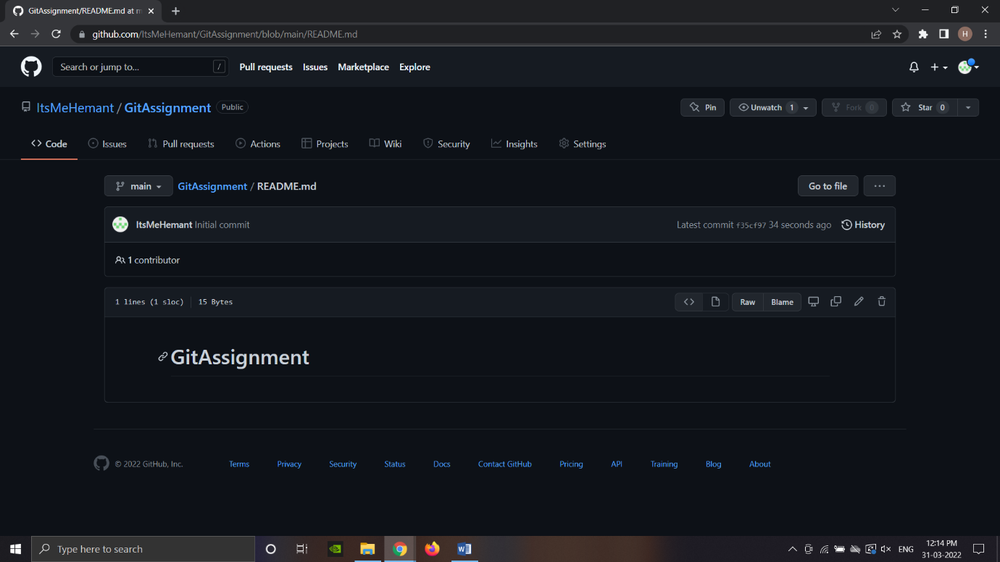 GitAssignment/README.md at m
github.com/ItsMeHemant/GitAssignment/blob/main/README.md
H
Search or jump to... / Pull requests Issues Marketplace Explore
ItsMeHemant / GitAssignment Public Pin Unwatch 1 Fork 0 Star 0
Code Issues Pull requests Actions Projects Wiki Insights Security Settings
main GitAssignment / README.md Go to file ...
ItsMeHemant Initial commit Latest commit f35cf97 34 seconds ago History
1 contributor
1 lines (1 sloc) 15 Bytes <> Raw Blame
GitAssignment
© 2022 GitHub, Inc. Terms Privacy Security Status Docs Contact GitHub Pricing API Training Blog About
Type here to search W ENG 12:14 PM
31-03-2022